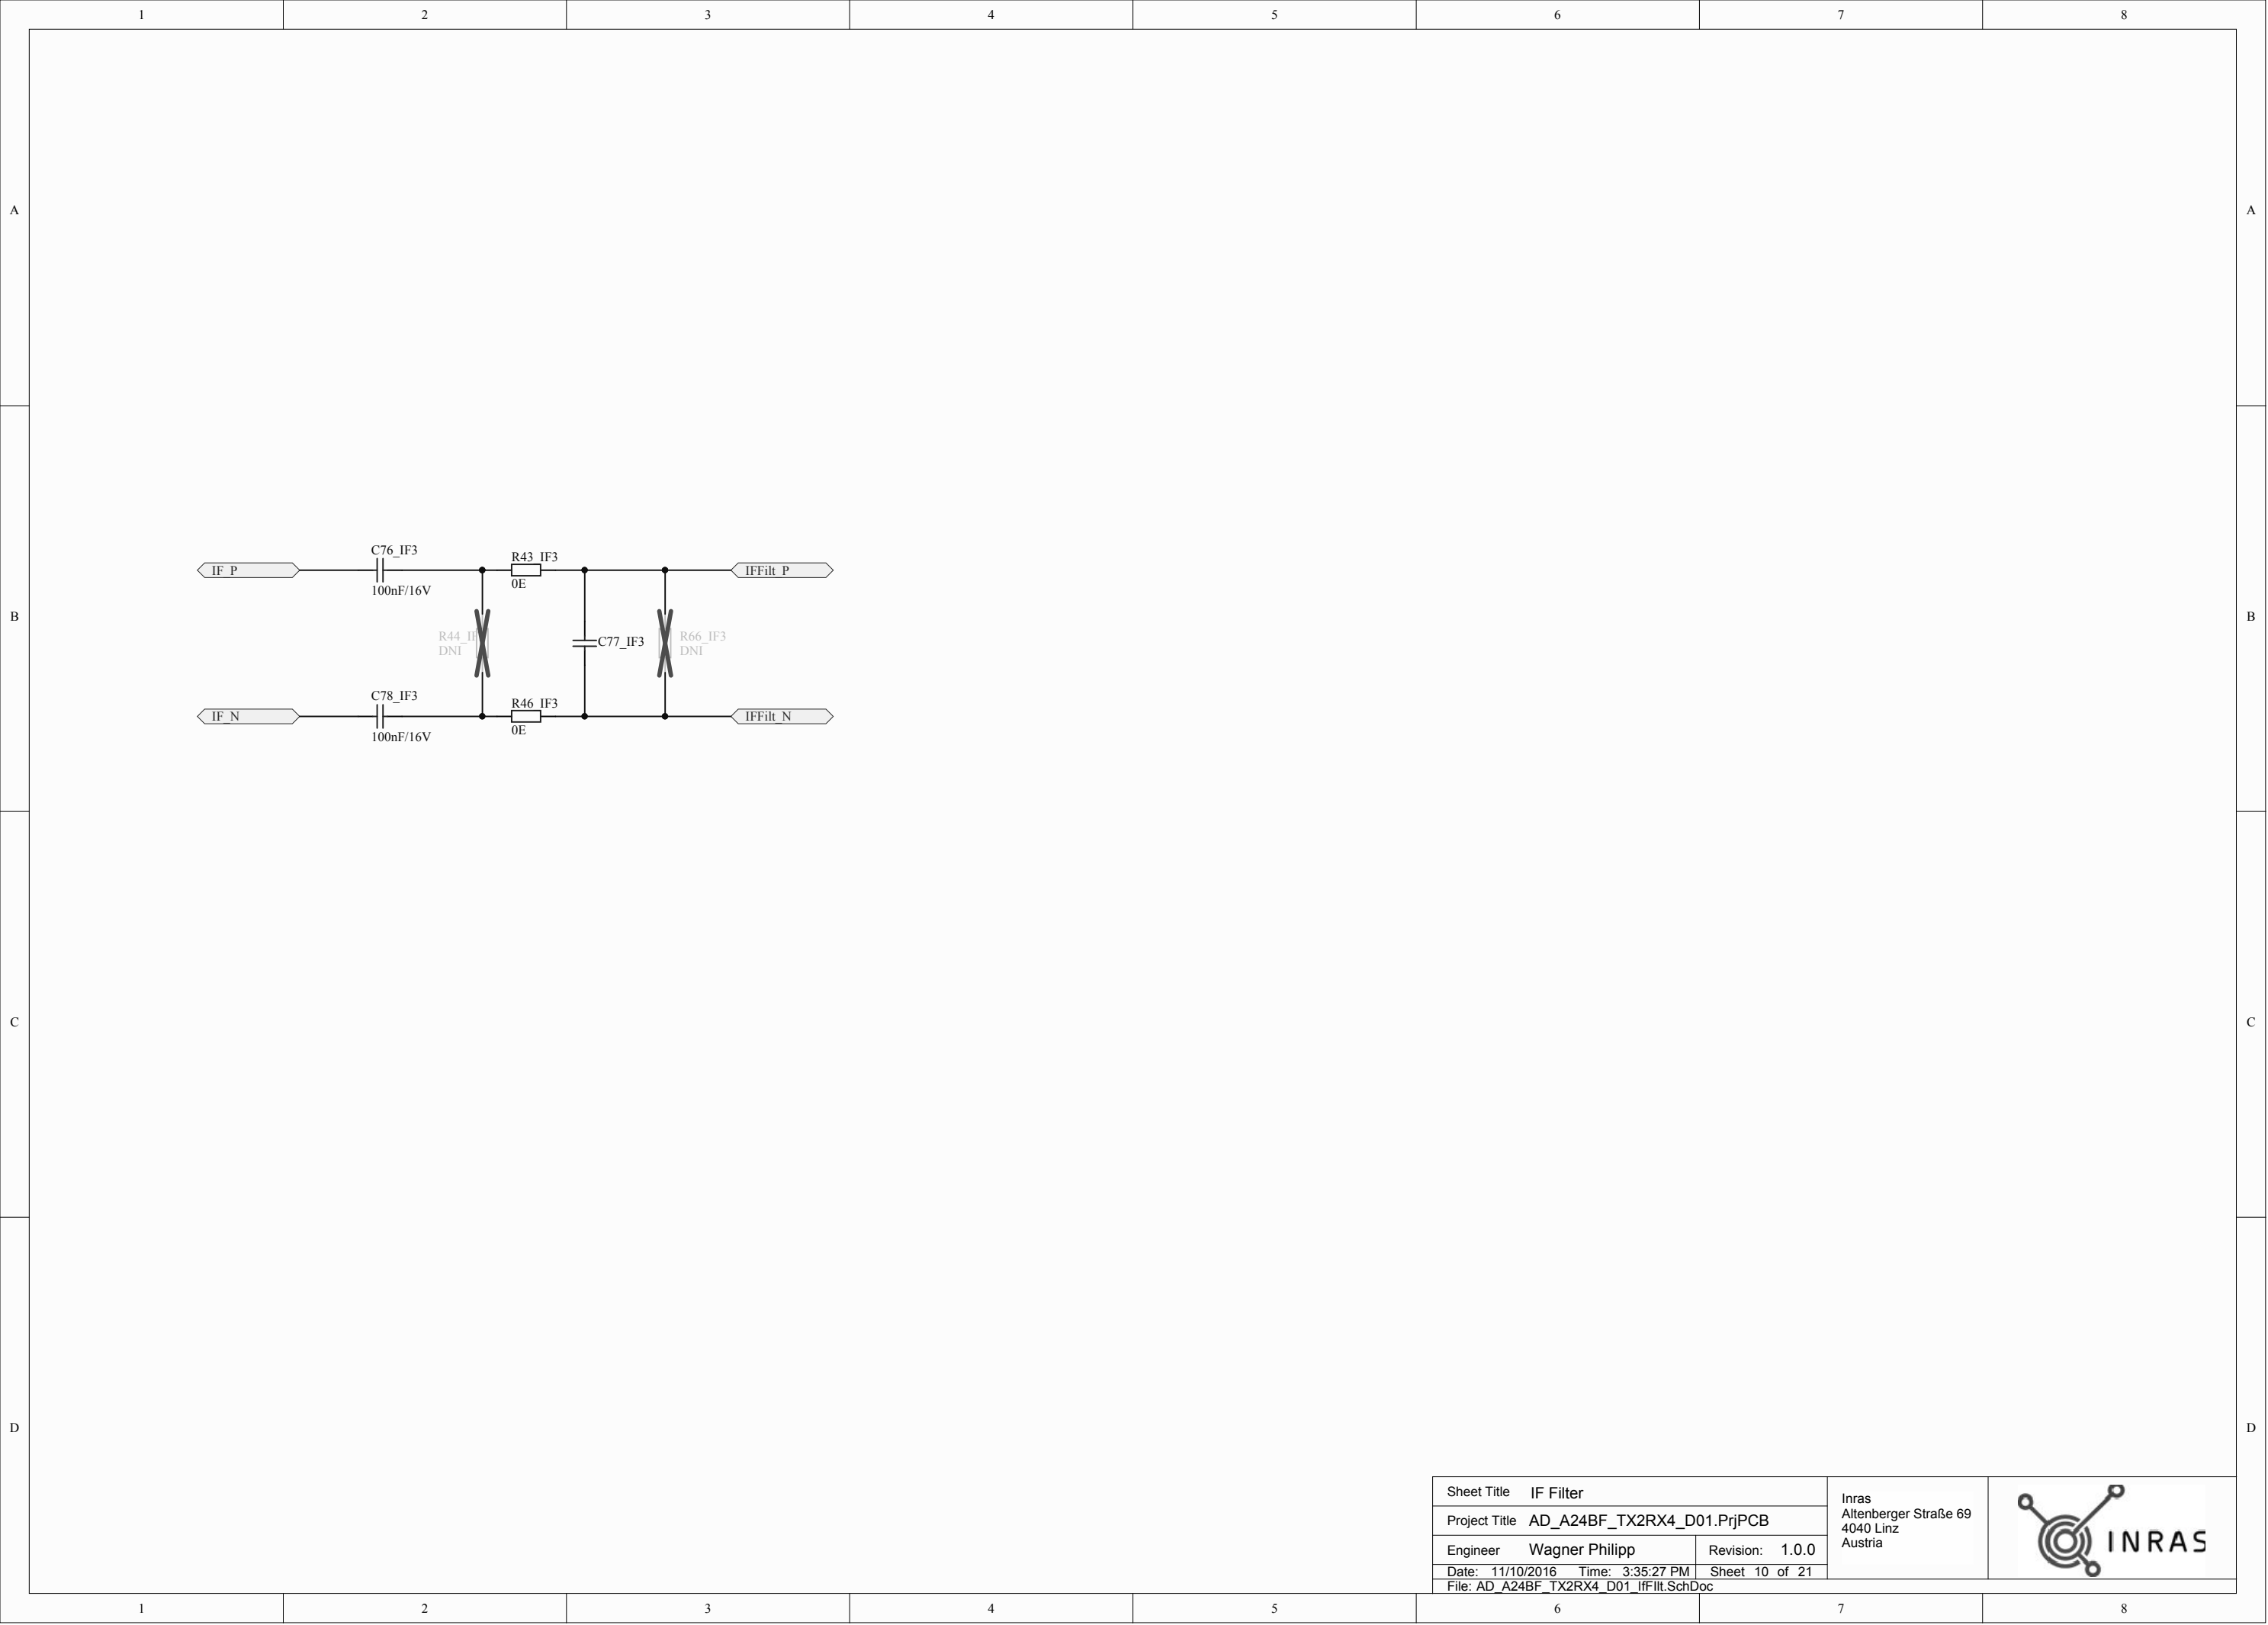 1 2 3 4 5 6 7 8
A A
C76_IF3
R43_IF3
IF_P IFFilt_P
0E
100nF/16V
B B
R44_IF
C77_IF3
R66_IF3
DNI DNI
C78_IF3
R46_IF3
IF_N IFFilt_N
0E
100nF/16V
C C
D D
Sheet Title IF Filter
Project Title AD_A24BF_TX2RX4_D01.PrjPCB
Engineer Wagner Philipp Revision: 1.0.0
Date: 11/10/2016 Time: 3:35:27 PM Sheet 10 of 21
File: AD_A24BF_TX2RX4_D01_IfFIlt.SchDoc
Inras
Altenberger Straße 69
4040 Linz
Austria
INRAS
1 2 3 4 5 6 7 8